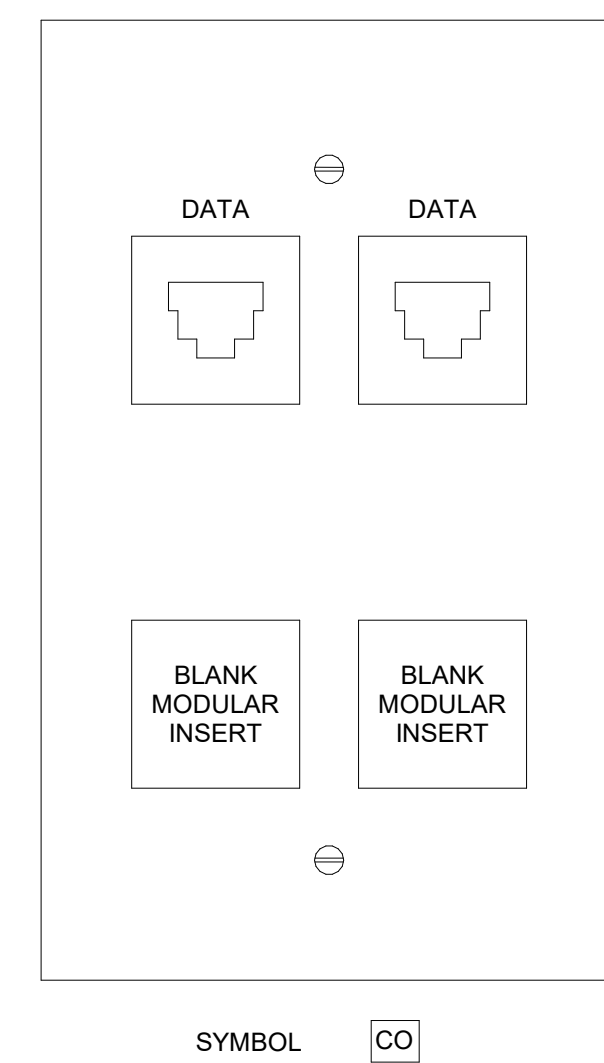 DATA DATA
BLANK BLANK
MODULAR MODULAR
INSERT INSERT
SYMBOL CO